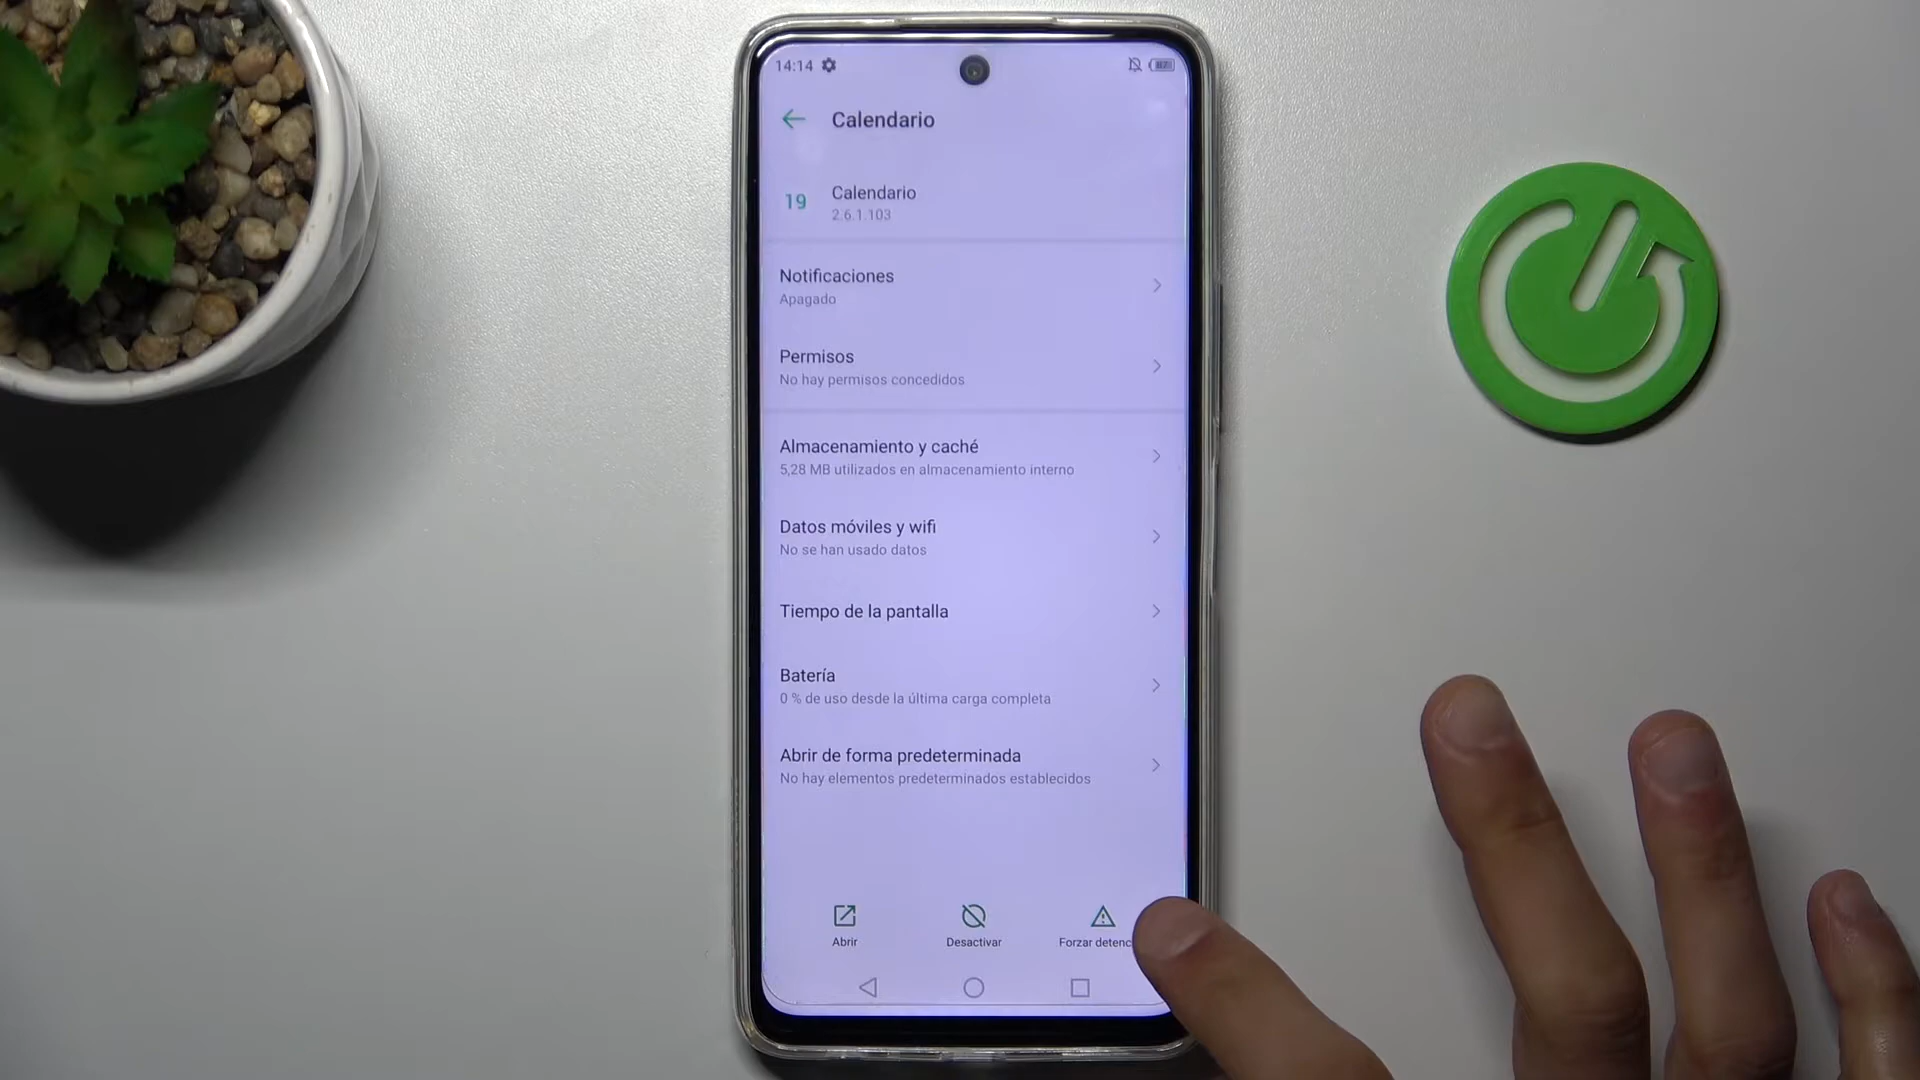 14:14
Calendario
19
Calendario
2.6.1.103
Notificaciones
Apagado
Permisos
No hay permisos concedidos
Almacenamiento y caché
5,28 MB utilizados en almacenamiento interno
Datos móviles y wifi
No se han usado datos
Tiempo de la pantalla
Batería
0 % de uso desde la última carga completa
Abrir de forma predeterminada
No hay elementos predeterminados establecidos
Abrir
Desactivar
Forzar detenc